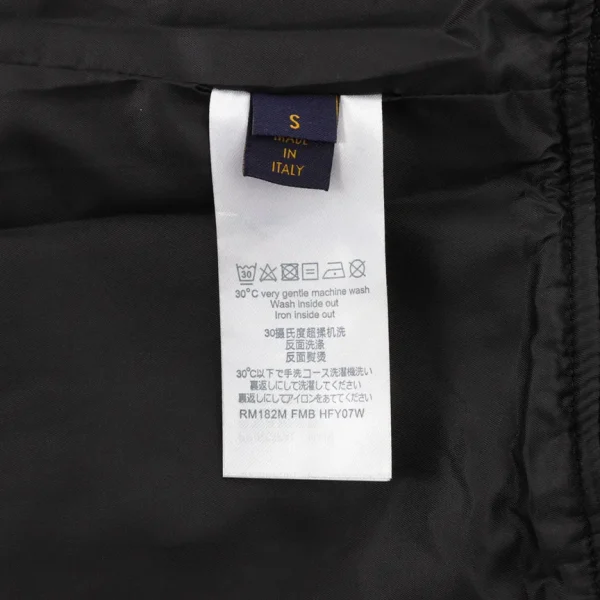 S
MADE
IN
ITALY
30
30°C very gentle machine wash
Wash inside out
Iron inside out
30攝氏度超揉机洗
反面洗涤
反面熨燙
30℃以下で手洗コース洗濯機洗い
裏返しにして洗濯してください
裏返しにしてアイロンをあててください
RM182M FMB HFY07W